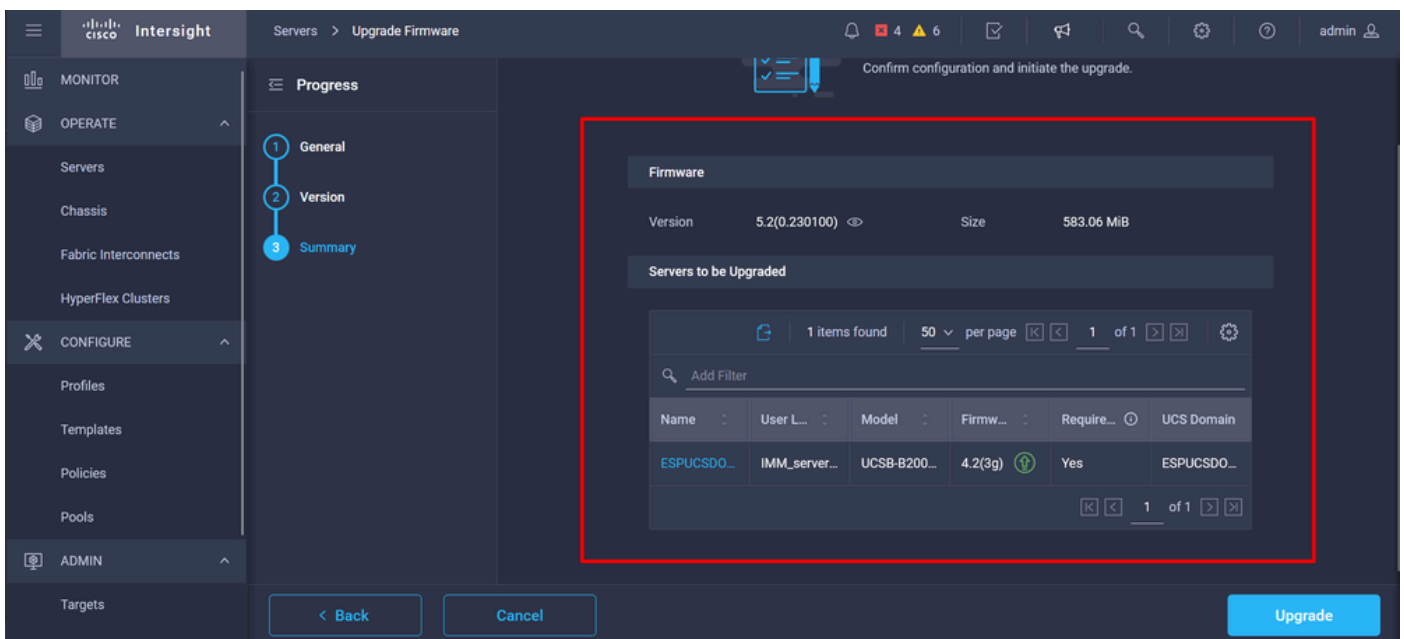 cisco Intersight
Servers > Upgrade Firmware
4 6
admin
MONITOR
OPERATE
Servers
Chassis
Fabric Interconnects
HyperFlex Clusters
CONFIGURE
Profiles
Templates
Policies
Pools
ADMIN
Targets
Progress
1 General
2 Version
3 Summary
Confirm configuration and initiate the upgrade.
Firmware
Version 5.2(0.230100) Size 583.06 MiB
Servers to be Upgraded
1 items found 50 per page 1 of 1
Add Filter
Name User L... Model Firmw... Require... UCS Domain
ESPUCSDO... IMM_server... UCSB-B200... 4.2(3g) Yes ESPUCSDO...
1 of 1
< Back Cancel Upgrade